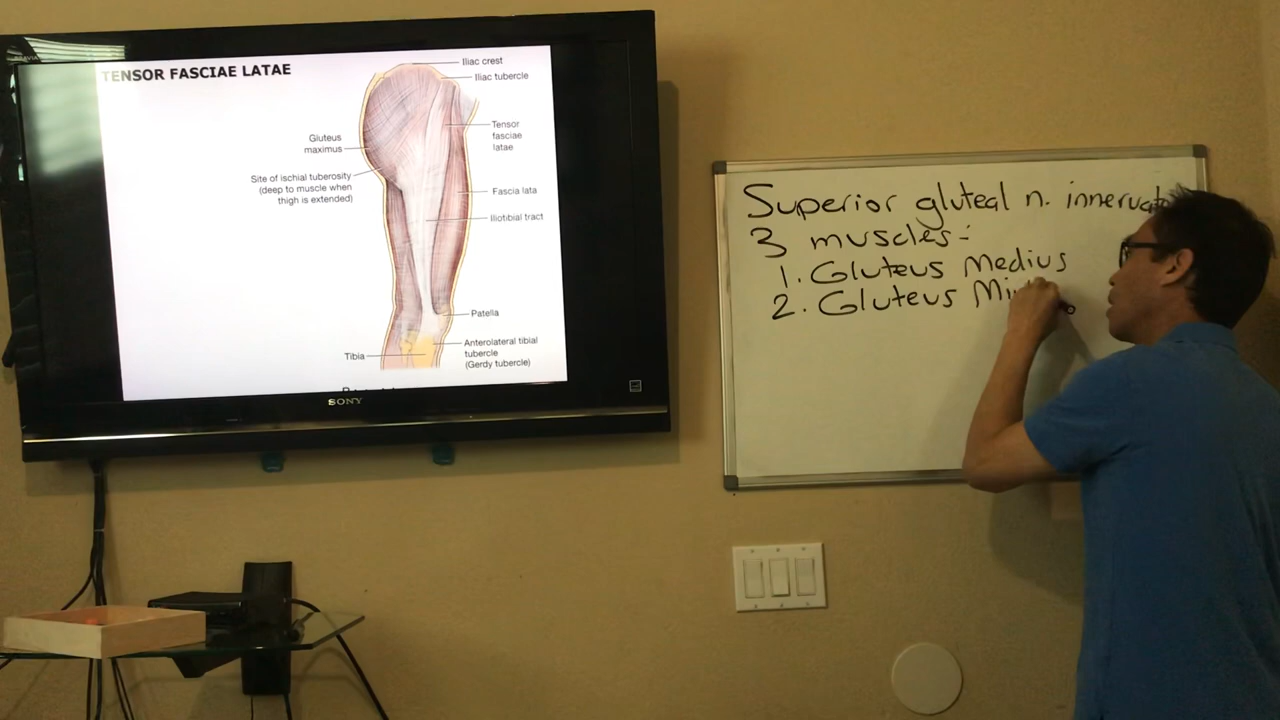 TENSOR FASCIAE LATAE
Iliac crest
Iliac tubercle
Gluteus
maximus
Tensor
fasciae
latae
Site of ischial tuberosity
(deep to muscle when
thigh is extended)
Fascia lata
Iliotibial tract
Patella
Tibia
Anterolateral tibial
tubercle
(Gerdy tubercle)
SONY
Superior gluteal n.
3 muscles:
1. Gluteus Medius
2. Gluteus